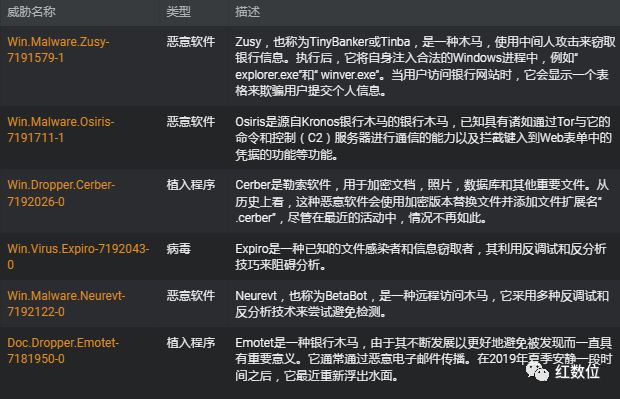 威胁名称 类型 描述
Win.Malware.Zusy- 恶意软件 Zusy，也称为TinyBanker或Tinba，是一种木马，使用中间人攻击来窃取
7191579-1 银行信息。执行后，它将自身注入合法的Windows进程中，例如“
explorer.exe”和“ winver.exe”。当用户访问银行网站时，它会显示一个表
格来欺骗用户提交个人信息。
Win.Malware.Osiris- 恶意软件 Osiris是源自Kronos银行木马的银行木马，已知具有诸如通过Tor与它的
7191711-1 命令和控制（C2）服务器进行通信的能力以及拦截键入到Web表单中的
凭据的功能等功能。
Win.Dropper.Cerber- 植入程序 Cerber是勒索软件，用于加密文档，照片，数据库和其他重要文件。从
7192026-0 历史上看，这种恶意软件会使用加密版本替换文件并添加文件扩展名“
.cerber”，尽管在最近的活动中，情况不再如此。
Win.Virus.Expiro-7192043- 病毒 Expiro是一种已知的文件感染者和信息窃取者，其利用反调试和反分析
0 技巧来阻碍分析。
Win.Malware.Neurevt- 恶意软件 Neurevt，也称为BetaBot，是一种远程访问木马，它采用多种反调试和
7192122-0 反分析技术来尝试避免检测。
Doc.Dropper.Emotet- 植入程序 Emotet是一种银行木马，由于其不断发展以更好地避免被发现而一直具
7181950-0 有重要意义。它通常通过恶意电子邮件传播。在2019年夏季安静一段时
间之后，它最近重新浮出水面。
红数位